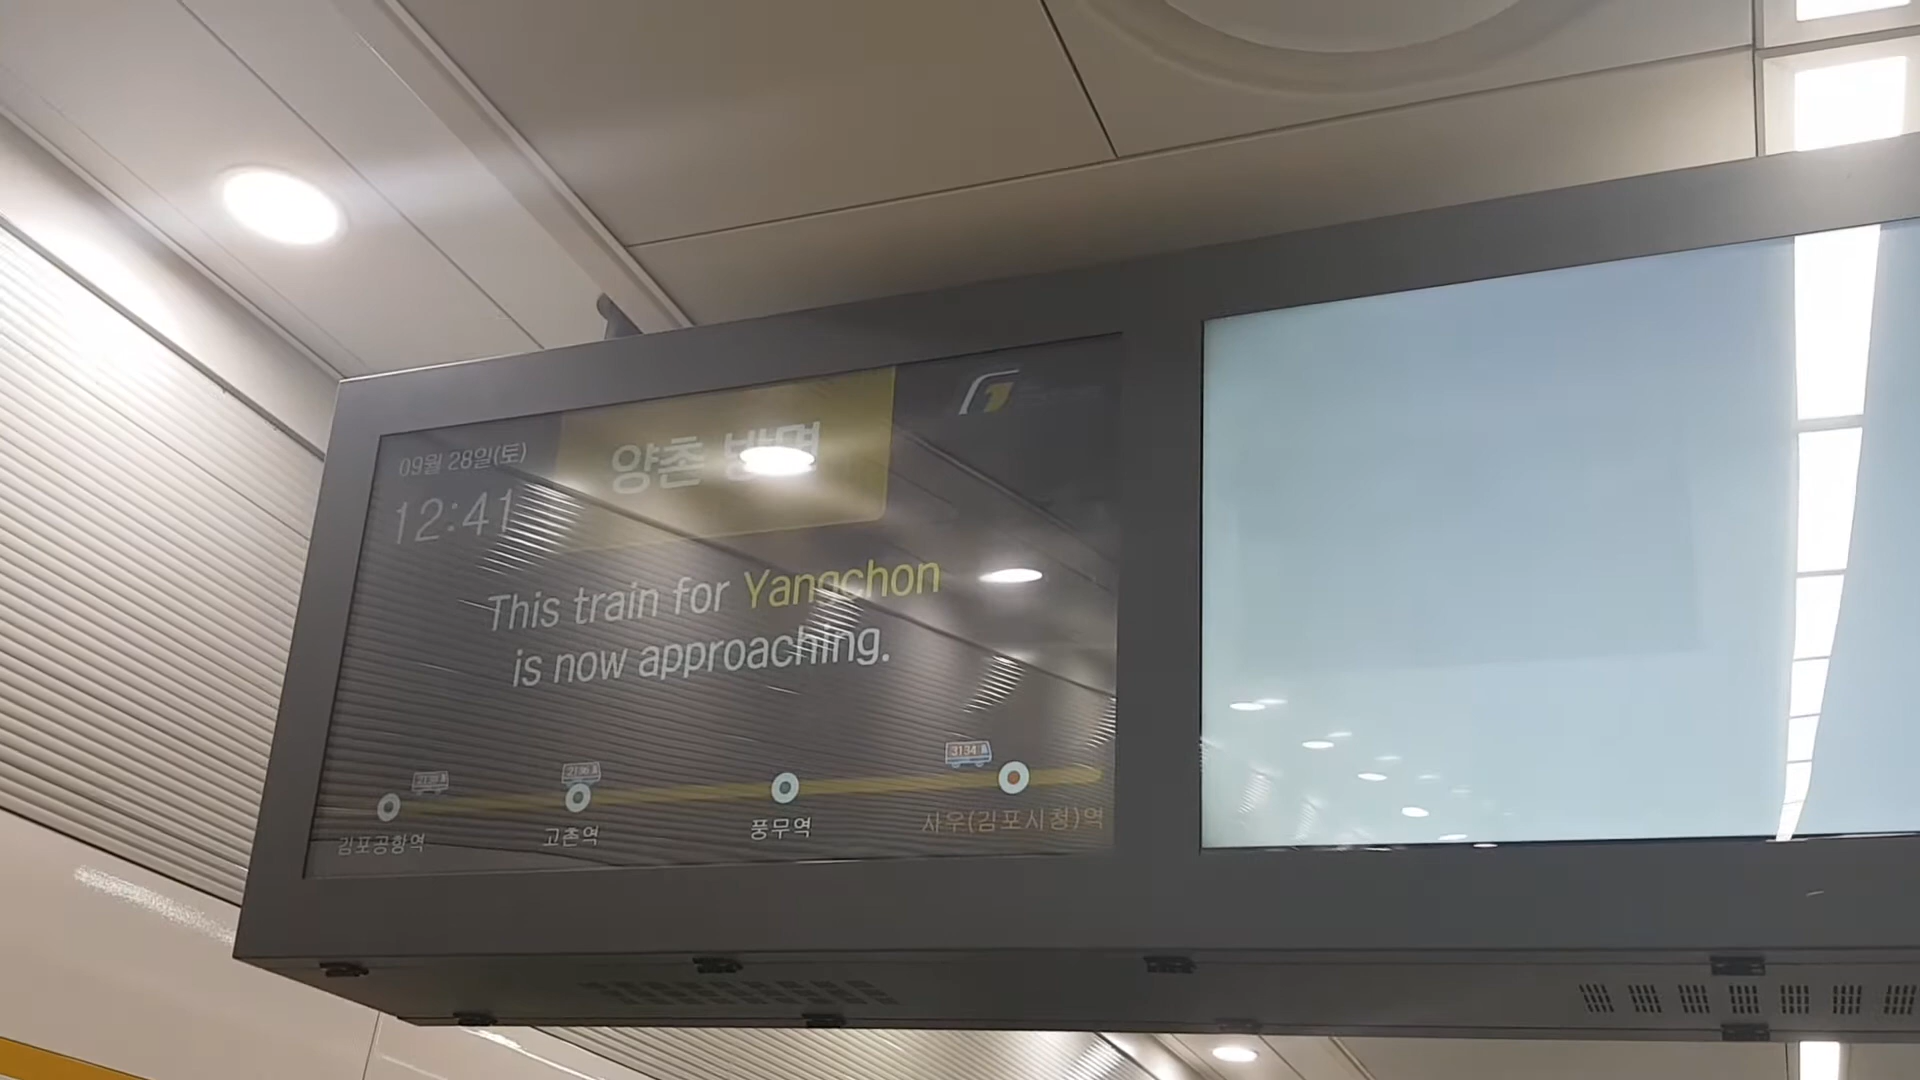 09월 28일(토)
12:41
양촌 방면
This train for Yangchon
is now approaching.
3134
김포공항역
고촌역
풍무역
사우(김포시청)역